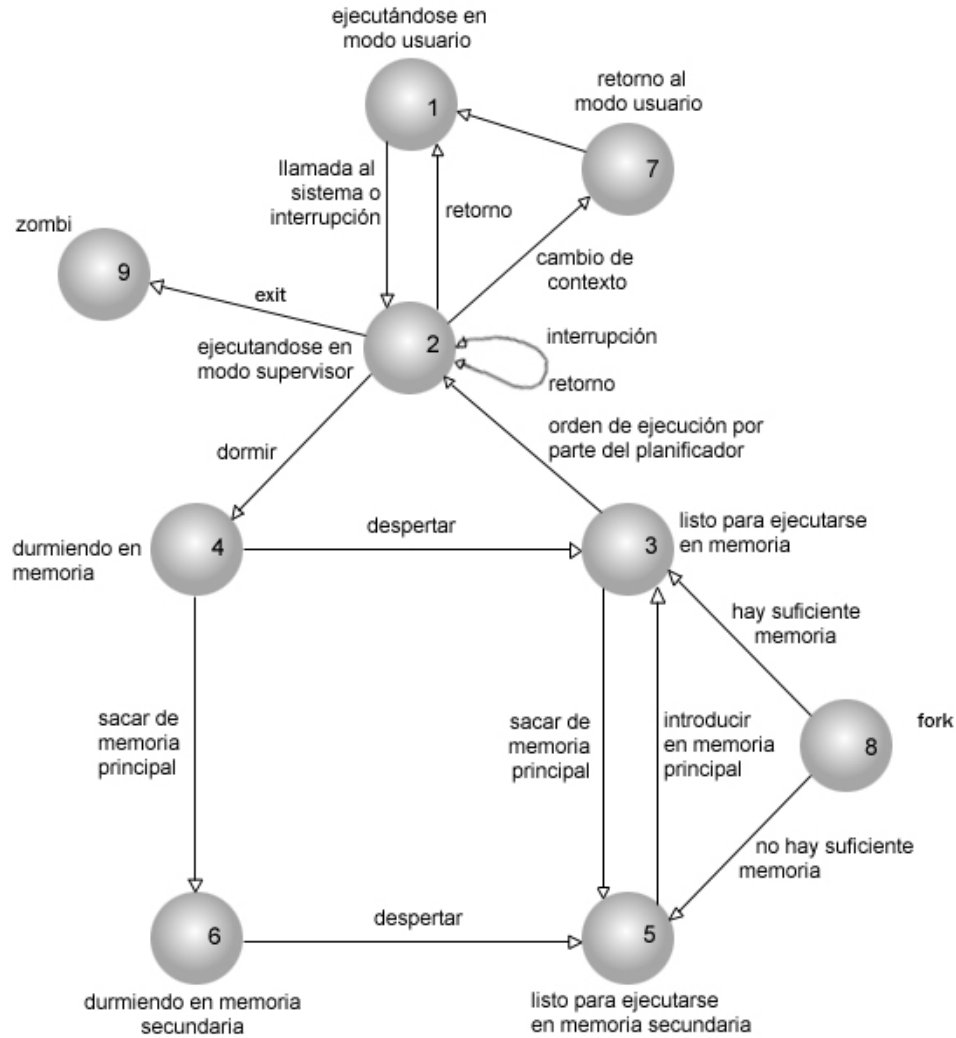 ejecutándose en
modo usuario
1
retorno al
modo usuario
7
llamada al
sistema o
interrupción
retorno
zombi
9
cambio de
contexto
exit
ejecutandose en
modo supervisor
2
interrupción
retorno
dormir
orden de ejecución por
parte del planificador
durmiendo en
memoria
4
despertar
3
listo para ejecutarse
en memoria
hay suficiente
memoria
sacar de
memoria
principal
sacar de
memoria
principal
introducir
en memoria
principal
8
fork
no hay suficiente
memoria
6
despertar
5
durmiendo en memoria
secundaria
listo para ejecutarse
en memoria secundaria